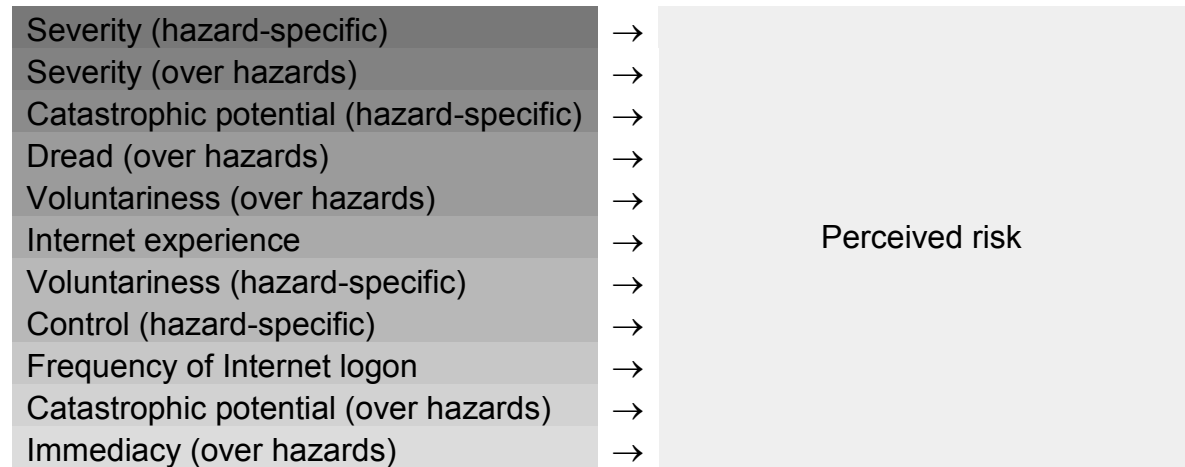 Severity (hazard-specific) →
Severity (over hazards) →
Catastrophic potential (hazard-specific) →
Dread (over hazards) →
Voluntariness (over hazards) →
Internet experience → Perceived risk
Voluntariness (hazard-specific) →
Control (hazard-specific) →
Frequency of Internet logon →
Catastrophic potential (over hazards) →
Immediacy (over hazards) →